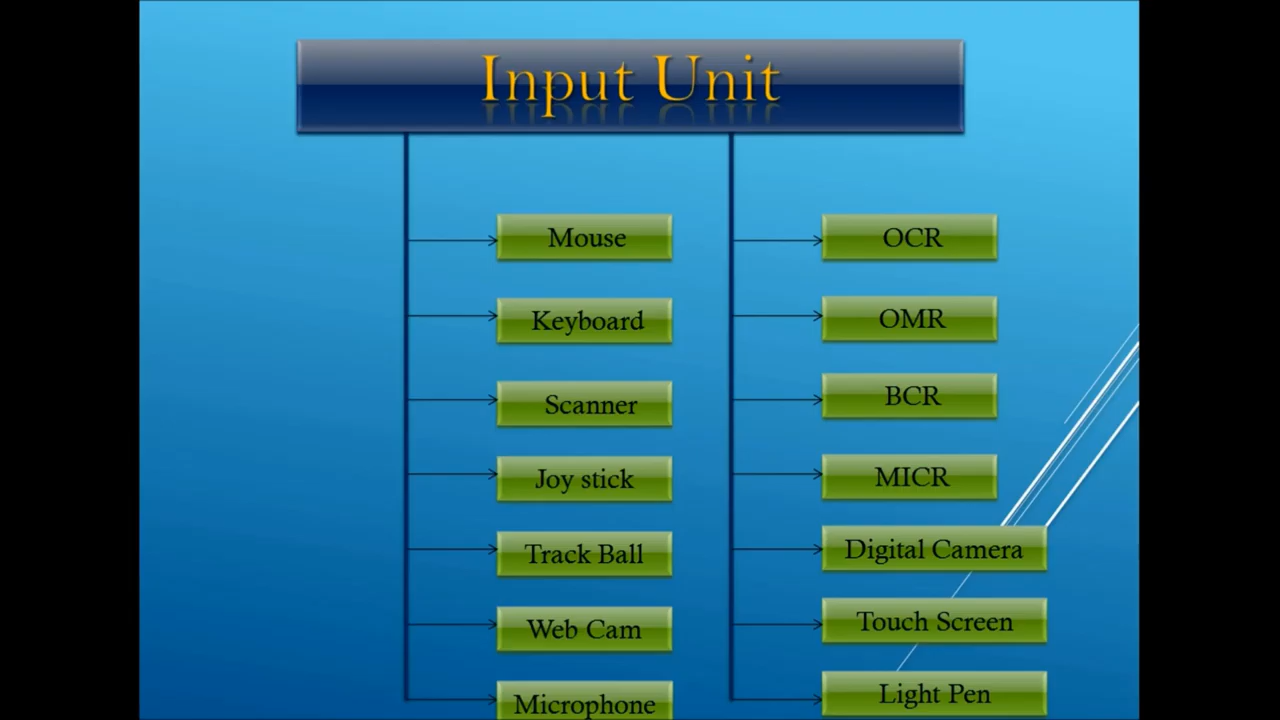 Input Unit
Mouse
Keyboard
Scanner
Joy stick
Track Ball
Web Cam
Microphone
OCR
OMR
BCR
MICR
Digital Camera
Touch Screen
Light Pen